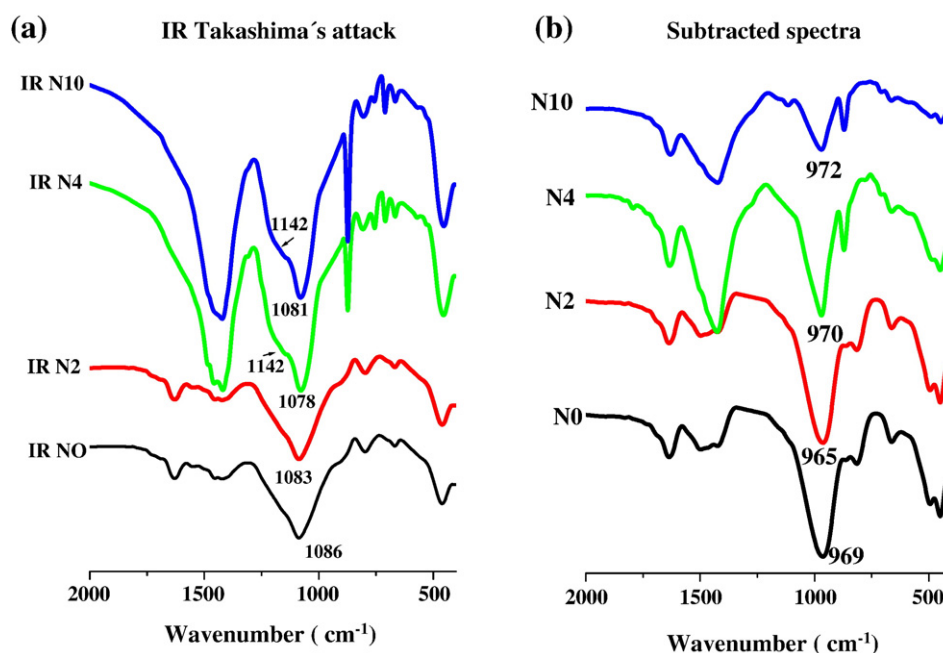 (a)
IR Takashima´s attack
IR N10
IR N4
IR N2
IR NO
1142
1081
1142
1078
1083
1086
2000
1500
1000
500
Wavenumber ( cm-1)
(b)
Subtracted spectra
N10
N4
N2
N0
972
970
965
969
2000
1500
1000
500
Wavenumber ( cm-1)